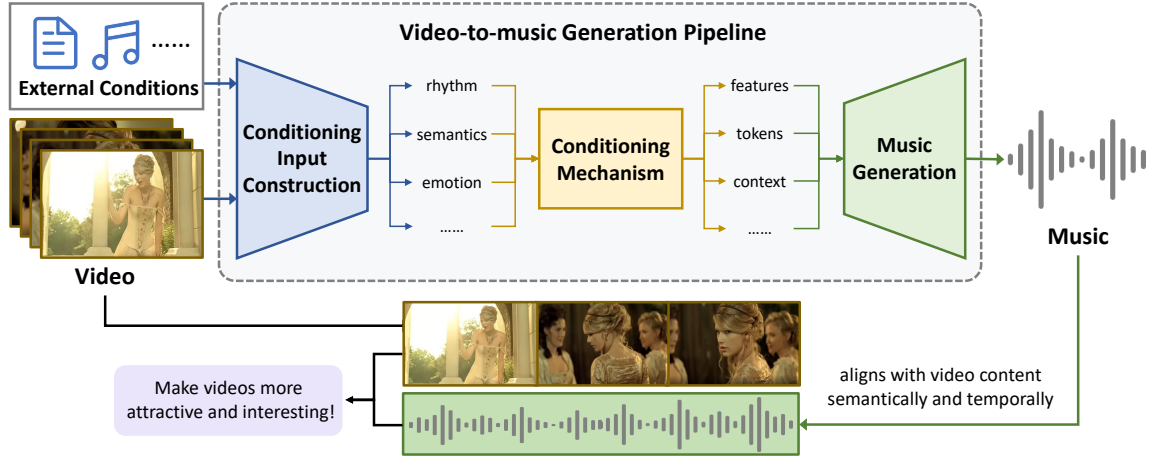 Video-to-music Generation Pipeline
……
External Conditions
Conditioning
Input
Construction
rhythm
semantics
emotion
……
Conditioning
Mechanism
features
tokens
context
……
Music
Generation
Music
Video
Make videos more
attractive and interesting!
aligns with video content
semantically and temporally